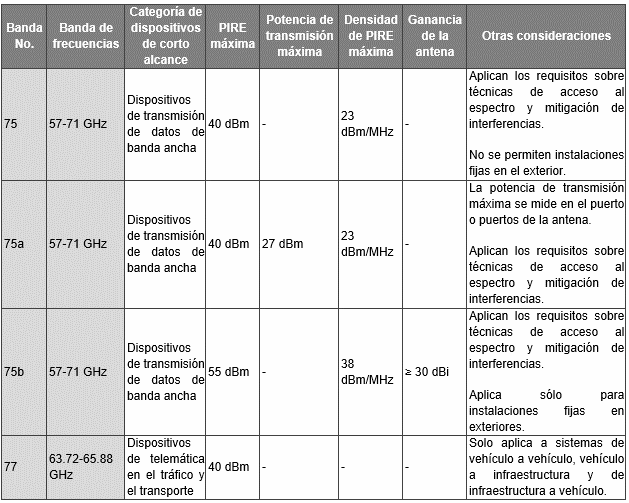 Banda No.
Banda de frecuencias
Categoría de dispositivos de corto alcance
PIRE máxima
Potencia de transmisión máxima
Densidad de PIRE máxima
Ganancia de la antena
Otras consideraciones
75
57-71 GHz
Dispositivos
de transmisión
de datos de
banda ancha
40 dBm
-
23
dBm/MHz
-
Aplican los requisitos sobre
técnicas de acceso al
espectro y mitigación de
interferencias.
No se permiten instalaciones
fijas en el exterior.
75a
57-71 GHz
Dispositivos
de transmisión
de datos de
banda ancha
40 dBm
27 dBm
23
dBm/MHz
-
La potencia de transmisión
máxima se mide en el puerto
o puertos de la antena.
Aplican los requisitos sobre
técnicas de acceso al
espectro y mitigación de
interferencias.
75b
57-71 GHz
Dispositivos
de transmisión
de datos de
banda ancha
55 dBm
-
38
dBm/MHz
≥ 30 dBi
Aplican los requisitos sobre
técnicas de acceso al
espectro y mitigación de
interferencias.
Aplica sólo para
instalaciones fijas en
exteriores.
77
63.72-65.88
GHz
Dispositivos
de telemática
en el tráfico y
el transporte
40 dBm
-
-
-
Solo aplica a sistemas de
vehículo a vehículo, vehículo
a infraestructura y de
infraestructura a vehículo.